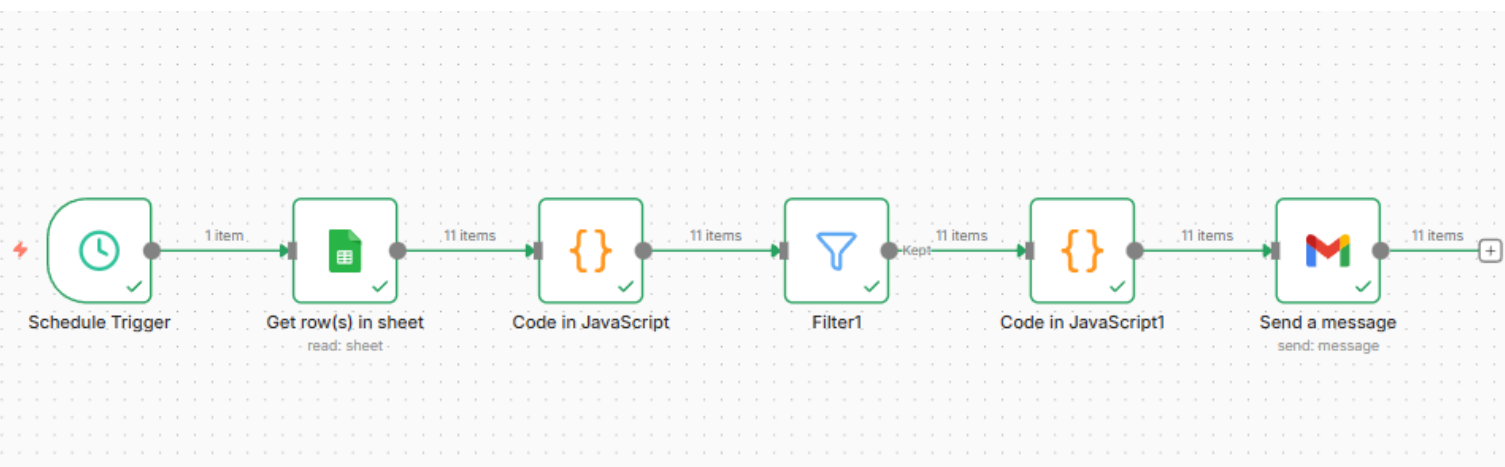 1 item
11 items
11 items
Kept
11 items
11 items
11 items
Schedule Trigger
Get row(s) in sheet
read: sheet
Code in JavaScript
Filter1
Code in JavaScript1
Send a message
send: message